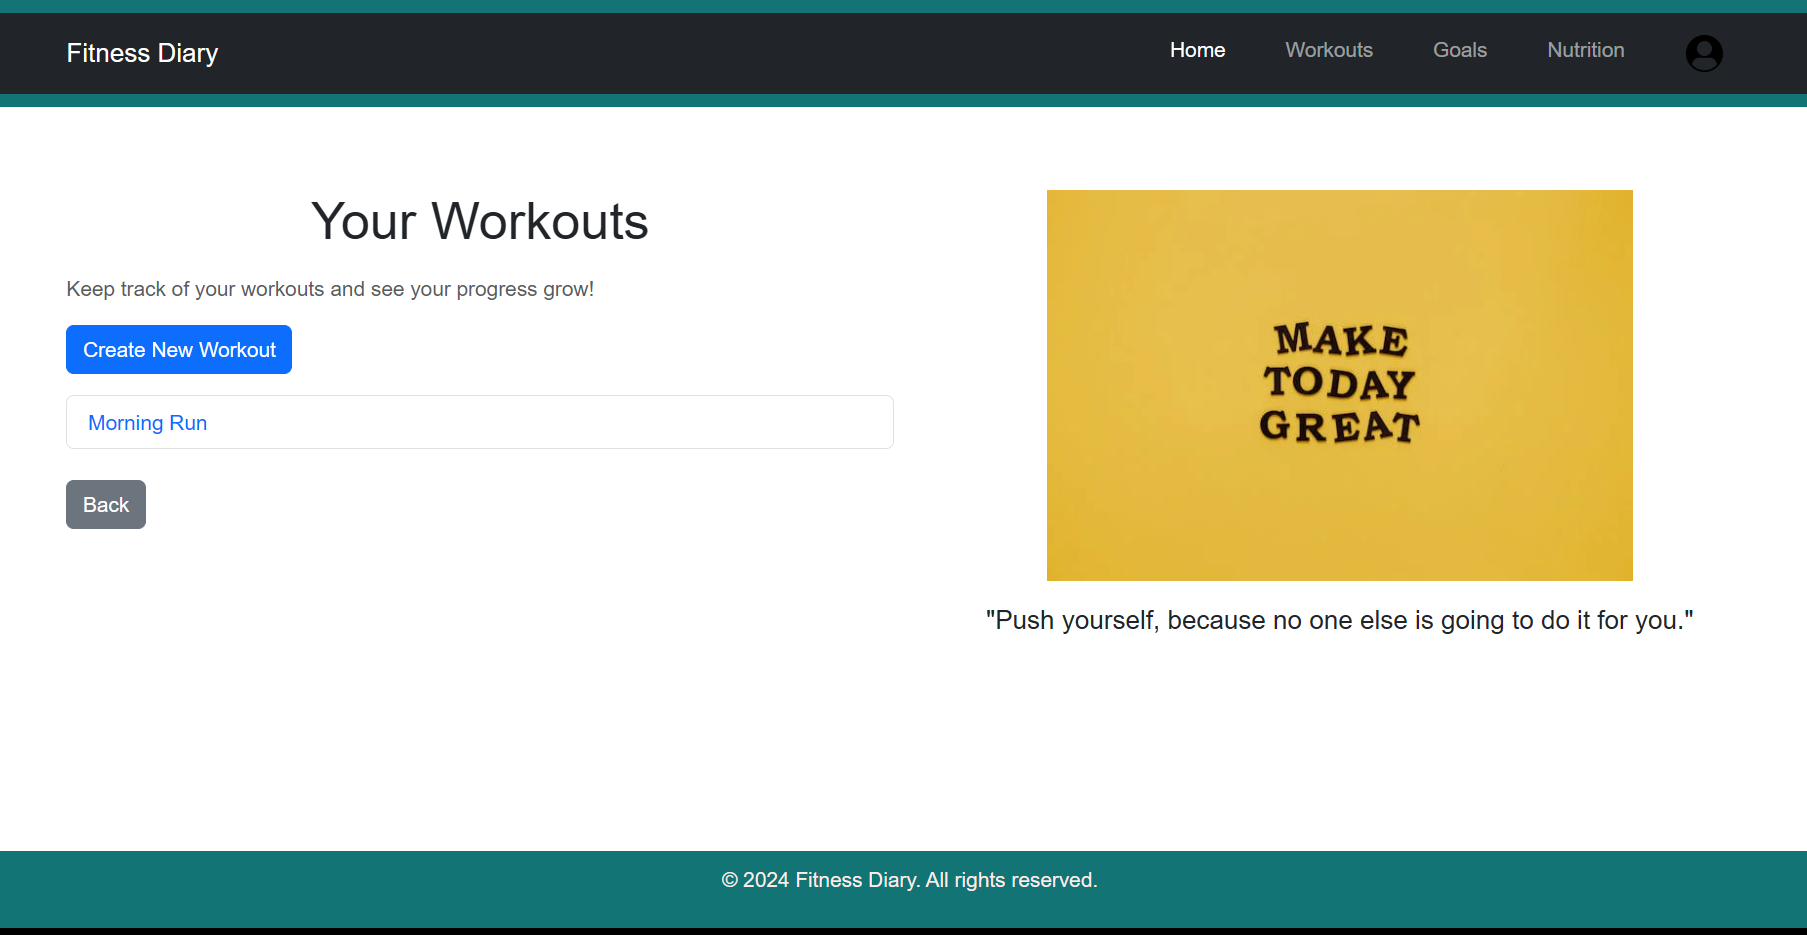 Fitness Diary
Home
Workouts
Goals
Nutrition
Your Workouts
Keep track of your workouts and see your progress grow!
Create New Workout
Morning Run
Back
MAKE
TODAY
GREAT
"Push yourself, because no one else is going to do it for you."
© 2024 Fitness Diary. All rights reserved.